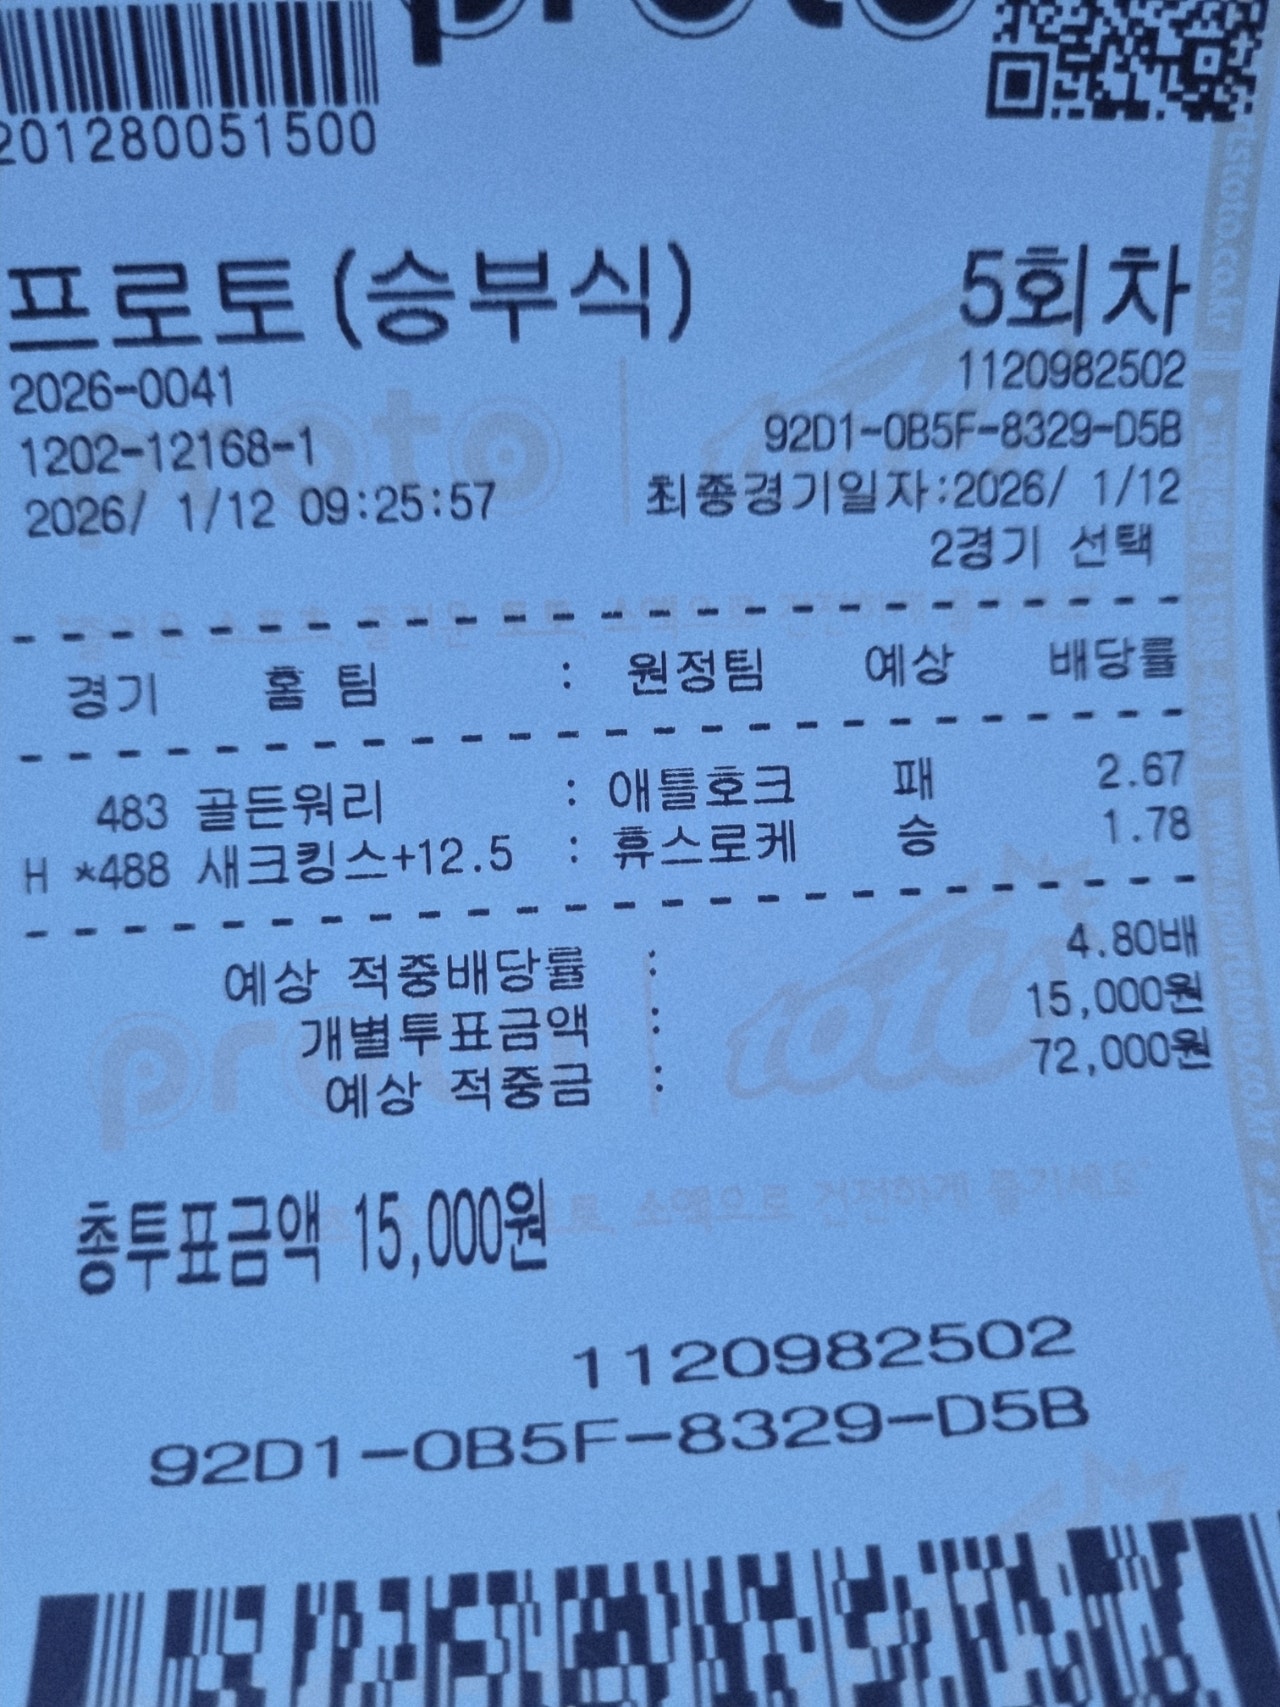 proto
201280051500
프로토(승부식) 5회차
2026-0041 1120982502
1202-12168-1 92D1-0B5F-8329-D5B
2026/ 1/12 09:25:57 최종경기일자:2026/ 1/12
2경기 선택
경기 홈 팀 : 원정팀 예상 배당률
483 골든워리 : 애틀호크 패 2.67
H *488 새크킹스+12.5 : 휴스로케 승 1.78
예상 적중배당률 : 4.80배
개별투표금액 : 15,000원
예상 적중금 : 72,000원
총투표금액 15,000원
1120982502
92D1-0B5F-8329-D5B